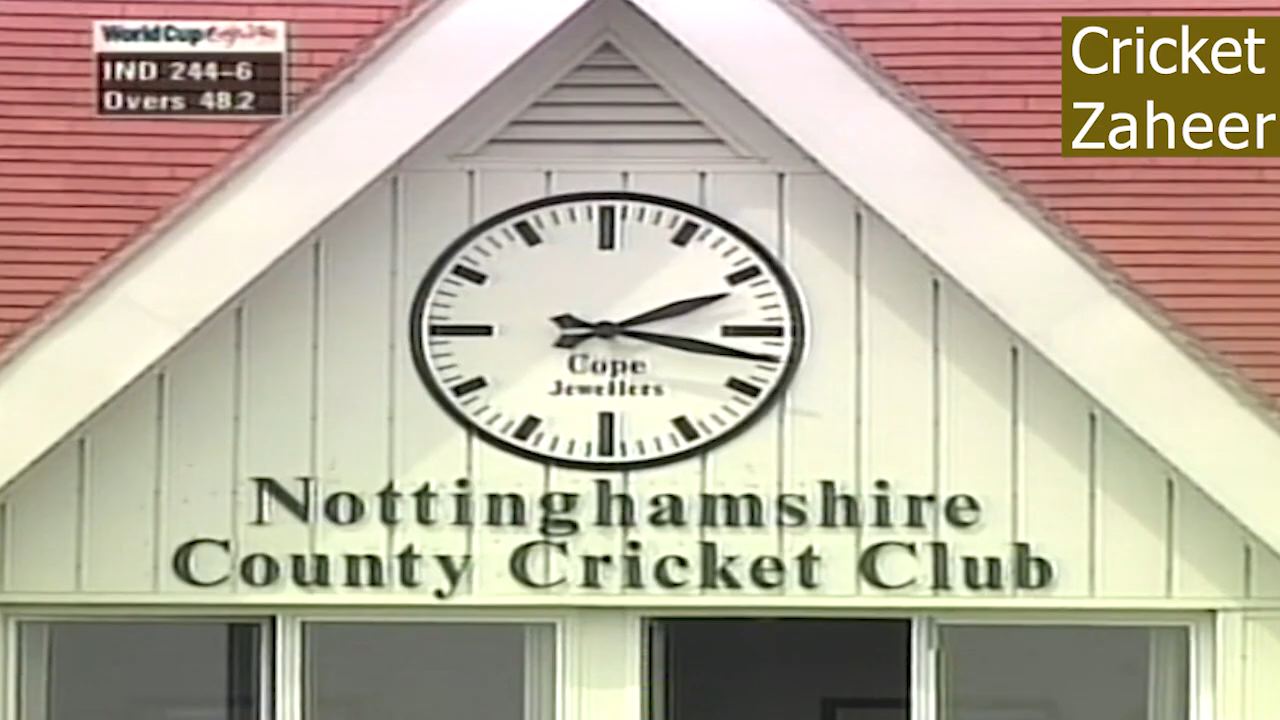 World Cup
IND 244-6
Overs 48.2
Cricket
Zaheer
Cope
Jewellers
Nottinghamshire
County Cricket Club